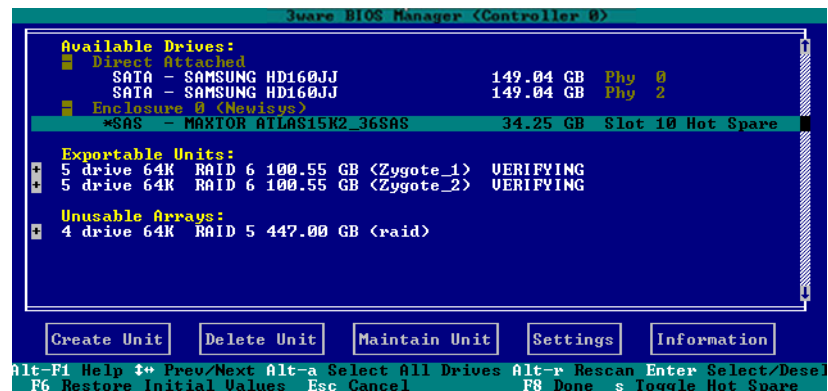 3ware BIOS Manager (Controller 0)
Available Drives:
- Direct Attached
SATA - SAMSUNG HD160JJ 149.04 GB Phy 0
SATA - SAMSUNG HD160JJ 149.04 GB Phy 2
- Enclosure 0 (Newisys)
*SAS - MAXTOR ATLAS15K2_36SAS 34.25 GB Slot 10 Hot Spare
Exportable Units:
+ 5 drive 64K RAID 6 100.55 GB (Zygote_1) VERIFYING
+ 5 drive 64K RAID 6 100.55 GB (Zygote_2) VERIFYING
Unusable Arrays:
+ 4 drive 64K RAID 5 447.00 GB (raid)
Create Unit Delete Unit Maintain Unit Settings Information
Alt-F1 Help ↕↔ Prev/Next Alt-a Select All Drives Alt-r Rescan Enter Select/Desel
F6 Restore Initial Values Esc Cancel F8 Done s Toggle Hot Spare